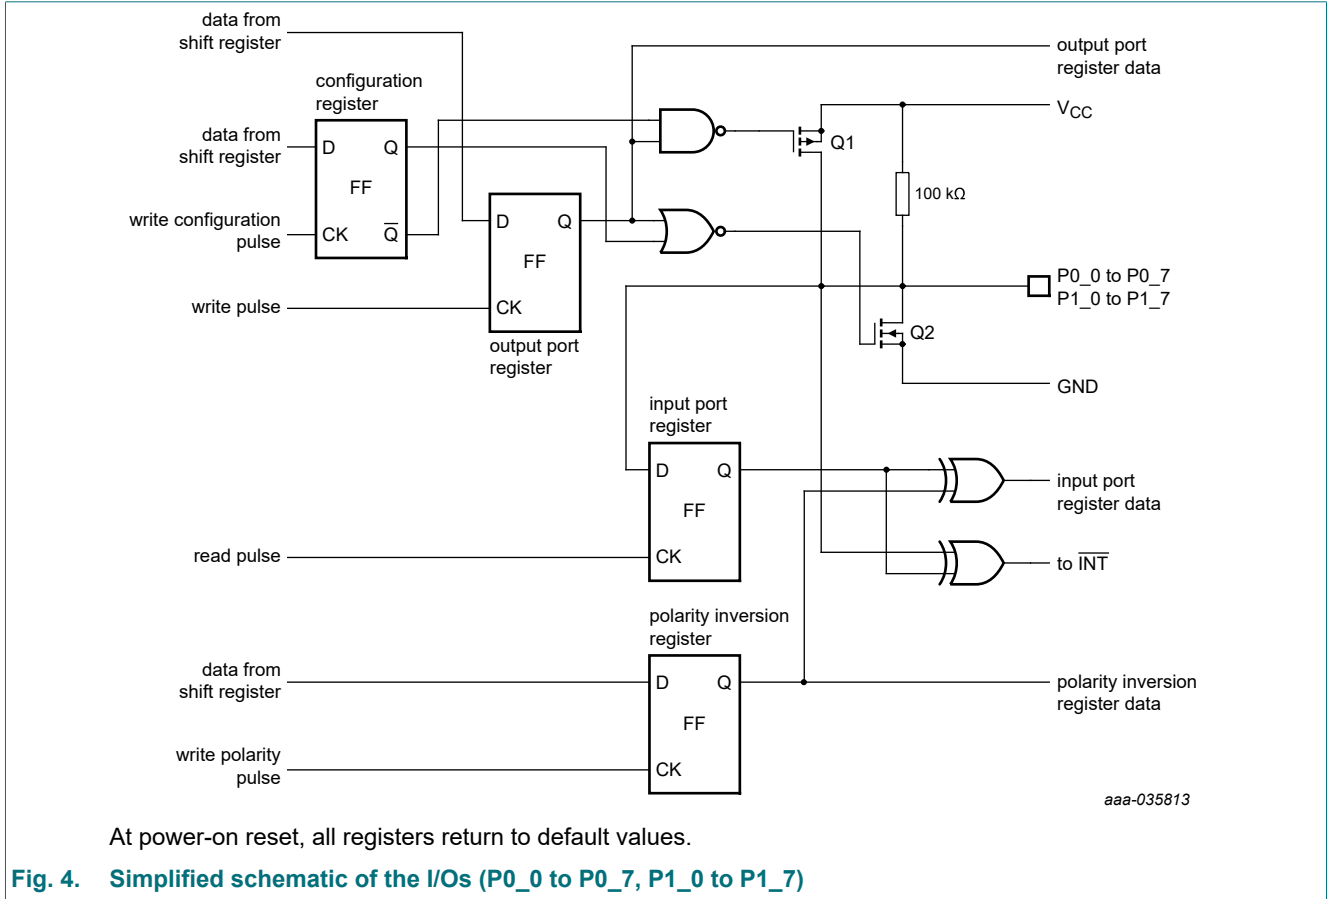 data from
shift register
output port
register data
configuration
register
VCC
data from
shift register
D
Q
FF
Q1
write configuration
pulse
CK
Q
100 kΩ
D
Q
FF
P0_0 to P0_7
P1_0 to P1_7
write pulse
CK
Q2
output port
register
GND
input port
register
D
Q
input port
register data
FF
read pulse
CK
to INT
polarity inversion
register
data from
shift register
D
Q
polarity inversion
register data
FF
write polarity
pulse
CK
aaa-035813
At power-on reset, all registers return to default values.
Fig. 4. Simplified schematic of the I/Os (P0_0 to P0_7, P1_0 to P1_7)